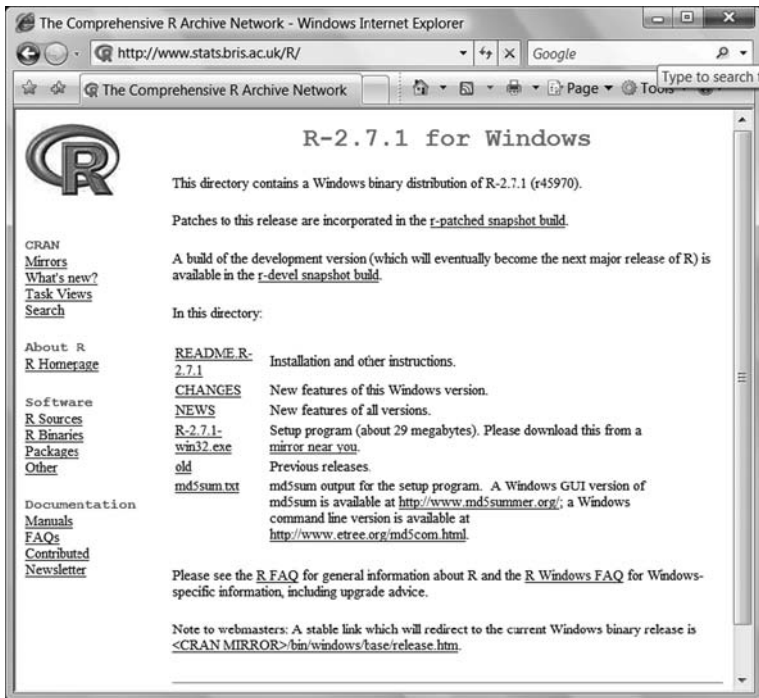 The Comprehensive R Archive Network - Windows Internet Explorer
http://www.stats.bris.ac.uk/R/
Google
Type to search
The Comprehensive R Archive Network
Page
R
R-2.7.1 for Windows
This directory contains a Windows binary distribution of R-2.7.1 (r45970).
Patches to this release are incorporated in the r-patched snapshot build.
CRAN
Mirrors
What's new?
Task Views
Search
About R
R Homepage
Software
R Sources
R Binaries
Packages
Other
Documentation
Manuals
FAQs
Contributed
Newsletter
A build of the development version (which will eventually become the next major release of R) is
available in the r-devel snapshot build.
In this directory:
README.R-
2.7.1
Installation and other instructions.
CHANGES
New features of this Windows version.
NEWS
New features of all versions.
R-2.7.1-
win32.exe
Setup program (about 29 megabytes). Please download this from a
mirror near you.
old
Previous releases.
md5sum.txt
md5sum output for the setup program. A Windows GUI version of
md5sum is available at http://www.md5summer.org/; a Windows
command line version is available at
http://www.etree.org/md5com.html.
Please see the R FAQ for general information about R and the R Windows FAQ for Windows-
specific information, including upgrade advice.
Note to webmasters: A stable link which will redirect to the current Windows binary release is
<CRAN MIRROR>/bin/windows/base/release.htm.